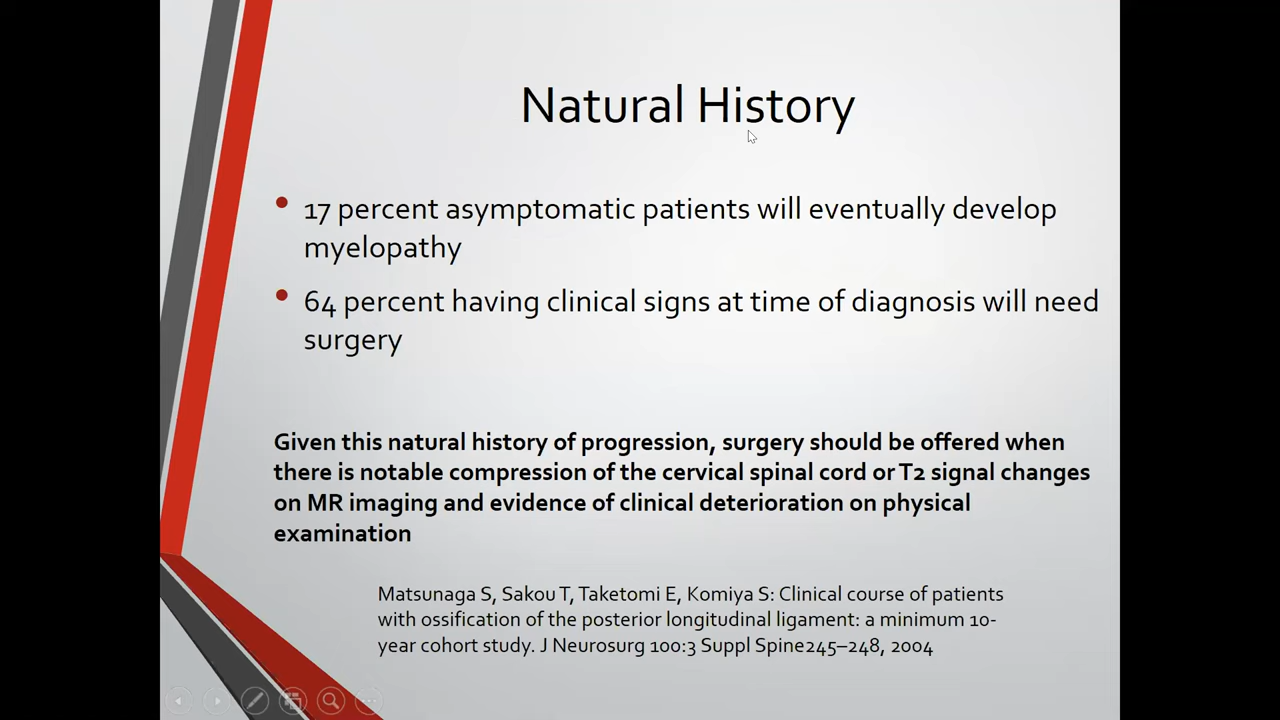 Natural History
• 17 percent asymptomatic patients will eventually develop
myelopathy
• 64 percent having clinical signs at time of diagnosis will need
surgery
Given this natural history of progression, surgery should be offered when
there is notable compression of the cervical spinal cord or T2 signal changes
on MR imaging and evidence of clinical deterioration on physical
examination
Matsunaga S, Sakou T, Taketomi E, Komiya S: Clinical course of patients
with ossification of the posterior longitudinal ligament: a minimum 10-
year cohort study. J Neurosurg 100:3 Suppl Spine245–248, 2004